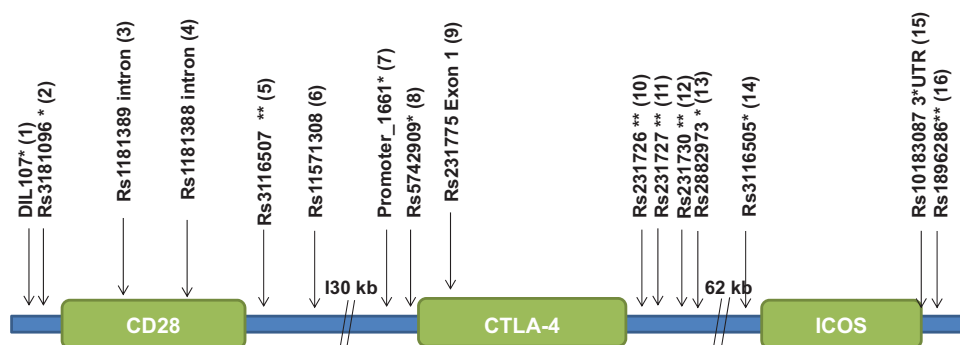 DIL107* (1)
Rs3181096 * (2)
Rs1181389 intron (3)
Rs1181388 intron (4)
Rs3116507 ** (5)
Rs11571308 (6)
Promoter_1661* (7)
Rs5742909* (8)
Rs231775 Exon 1 (9)
Rs231726 ** (10)
Rs231727 ** (11)
Rs231730 ** (12)
Rs2882973 * (13)
Rs3116505* (14)
Rs10183087 3*UTR (15)
Rs1896286** (16)
I30 kb
62 kb
CD28
CTLA-4
ICOS